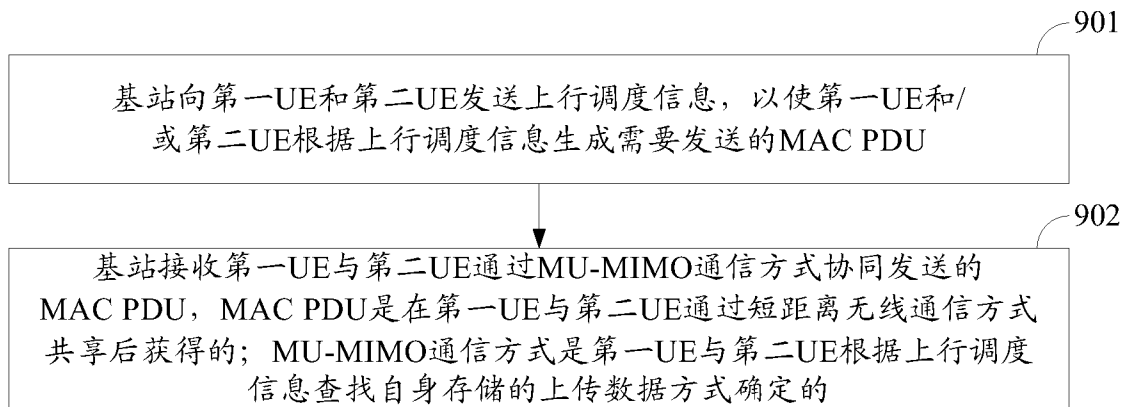 901
基站向第一UE和第二UE发送上行调度信息，以使第一UE和/
或第二UE根据上行调度信息生成需要发送的MAC PDU
902
基站接收第一UE与第二UE通过MU-MIMO通信方式协同发送的
MAC PDU，MAC PDU是在第一UE与第二UE通过短距离无线通信方式
共享后获得的；MU-MIMO通信方式是第一UE与第二UE根据上行调度
信息查找自身存储的上传数据方式确定的